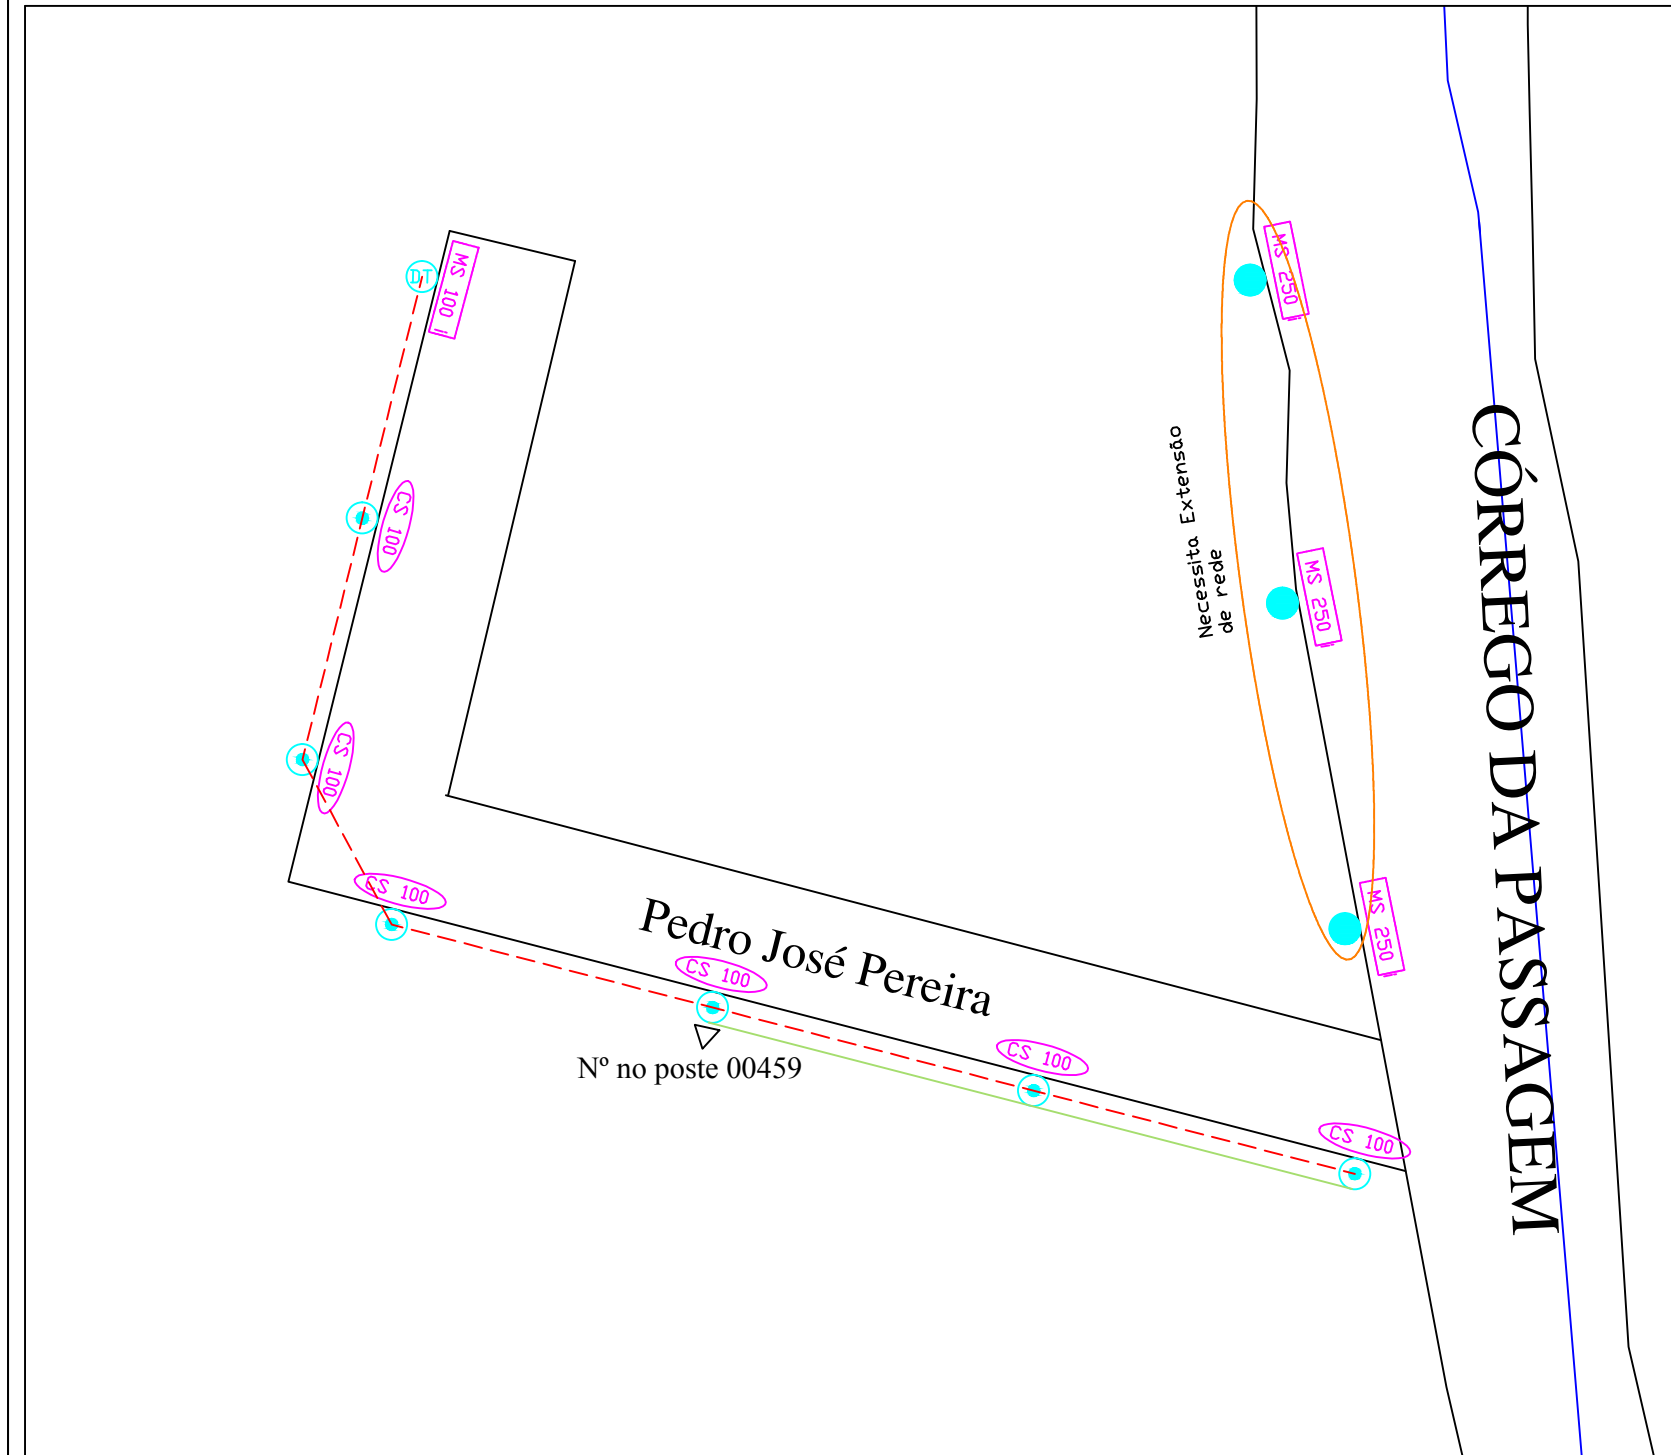 DT
MS 100 I
CS 100
CS 100
CS 100
CS 100
CS 100
CS 100
Pedro José Pereira
Nº no poste 00459
Necessita Extensão
de rede
MS 250 I
MS 250 I
MS 250 I
CÓRREGO DA PASSAGEM